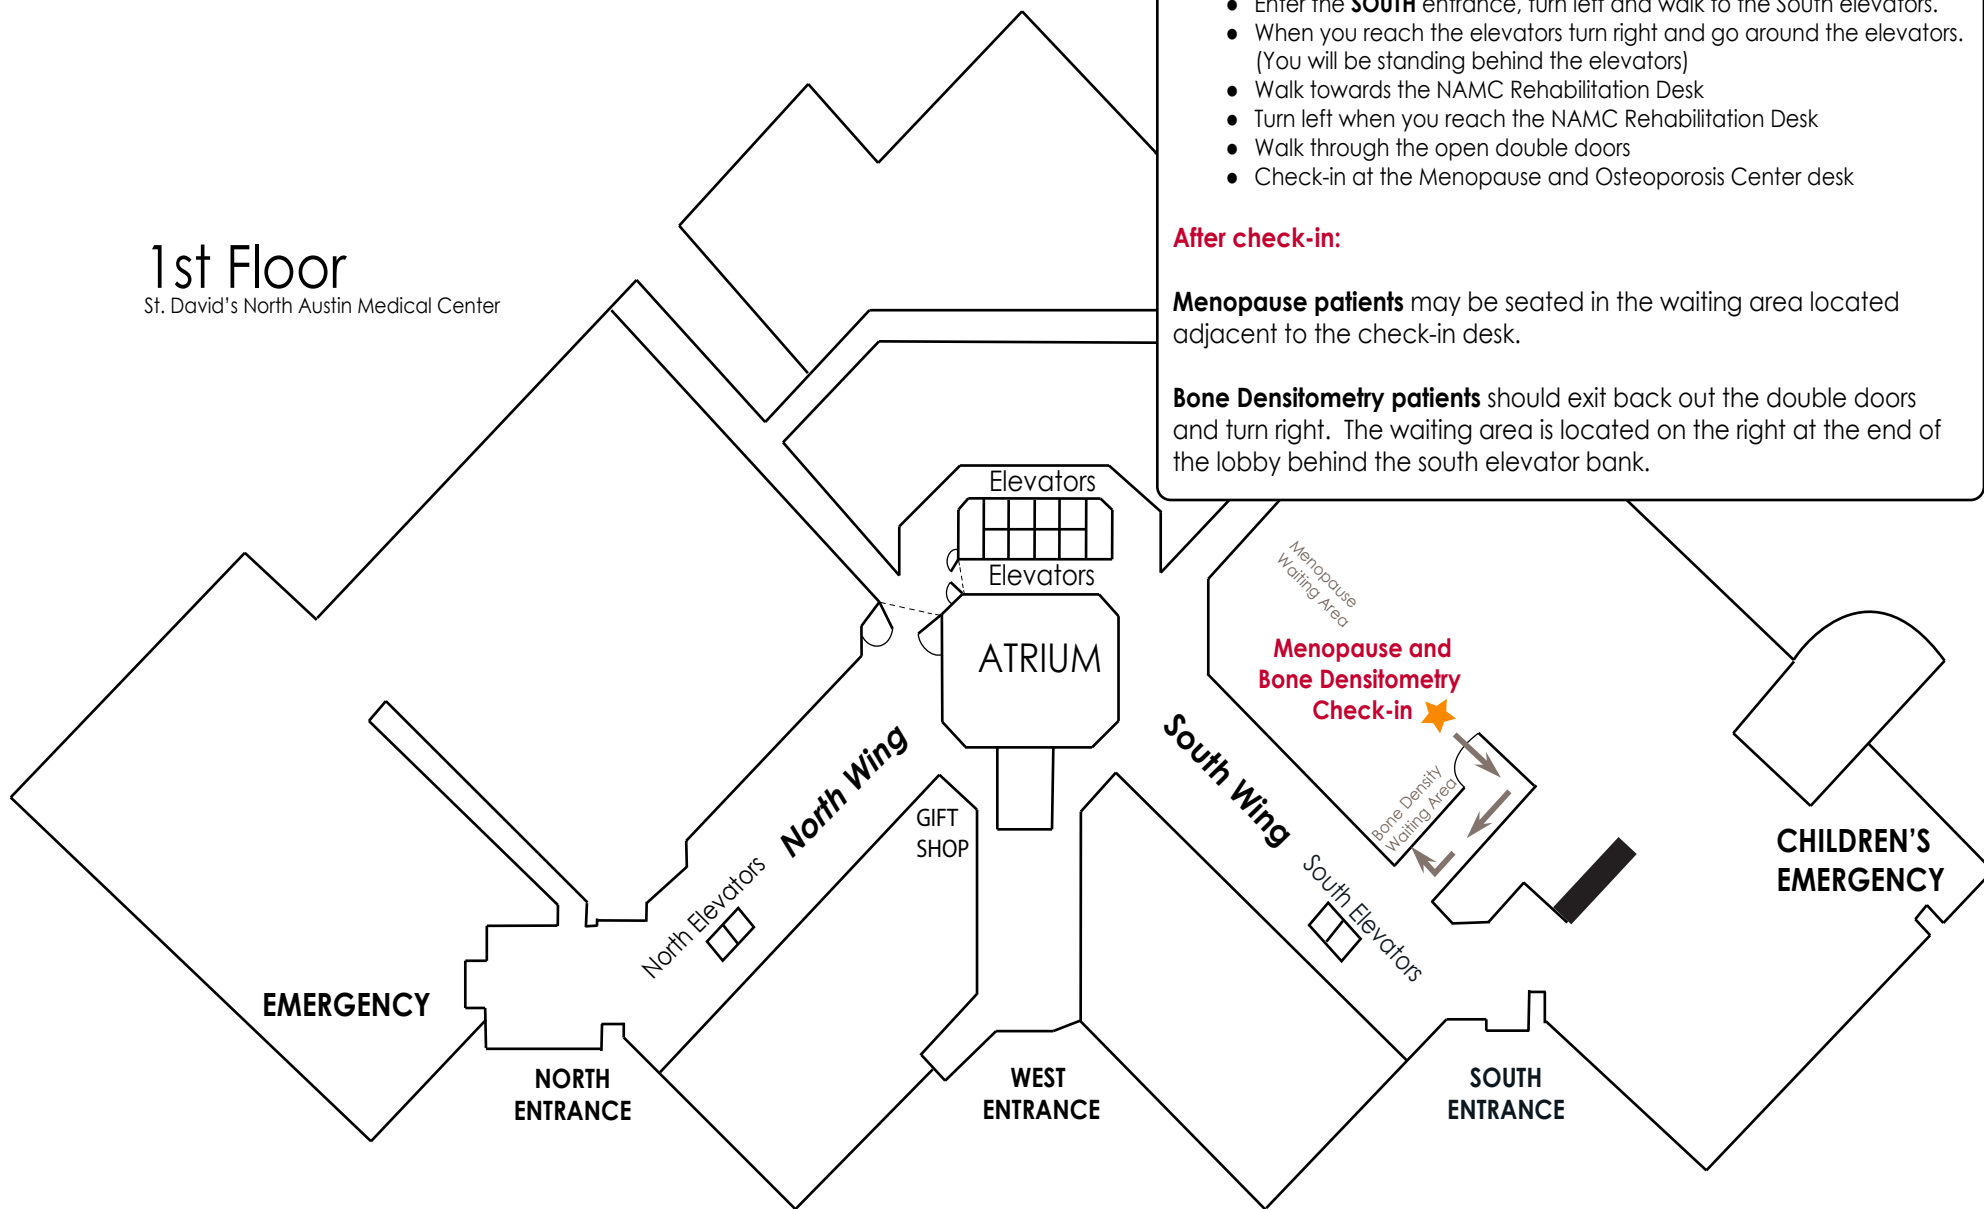 ● Enter the SOUTH entrance, turn left and walk to the South elevators.
● When you reach the elevators turn right and go around the elevators.
(You will be standing behind the elevators)
● Walk towards the NAMC Rehabilitation Desk
● Turn left when you reach the NAMC Rehabilitation Desk
● Walk through the open double doors
● Check-in at the Menopause and Osteoporosis Center desk
After check-in:
Menopause patients may be seated in the waiting area located
adjacent to the check-in desk.
Bone Densitometry patients should exit back out the double doors
and turn right. The waiting area is located on the right at the end of
the lobby behind the south elevator bank.
1st Floor
St. David's North Austin Medical Center
Elevators
Elevators
ATRIUM
Menopause
Waiting Area
Menopause and
Bone Densitometry
Check-in
Bone Density
Waiting Area
North Wing
South Wing
GIFT
SHOP
North Elevators
South Elevators
CHILDREN'S
EMERGENCY
EMERGENCY
NORTH
ENTRANCE
WEST
ENTRANCE
SOUTH
ENTRANCE